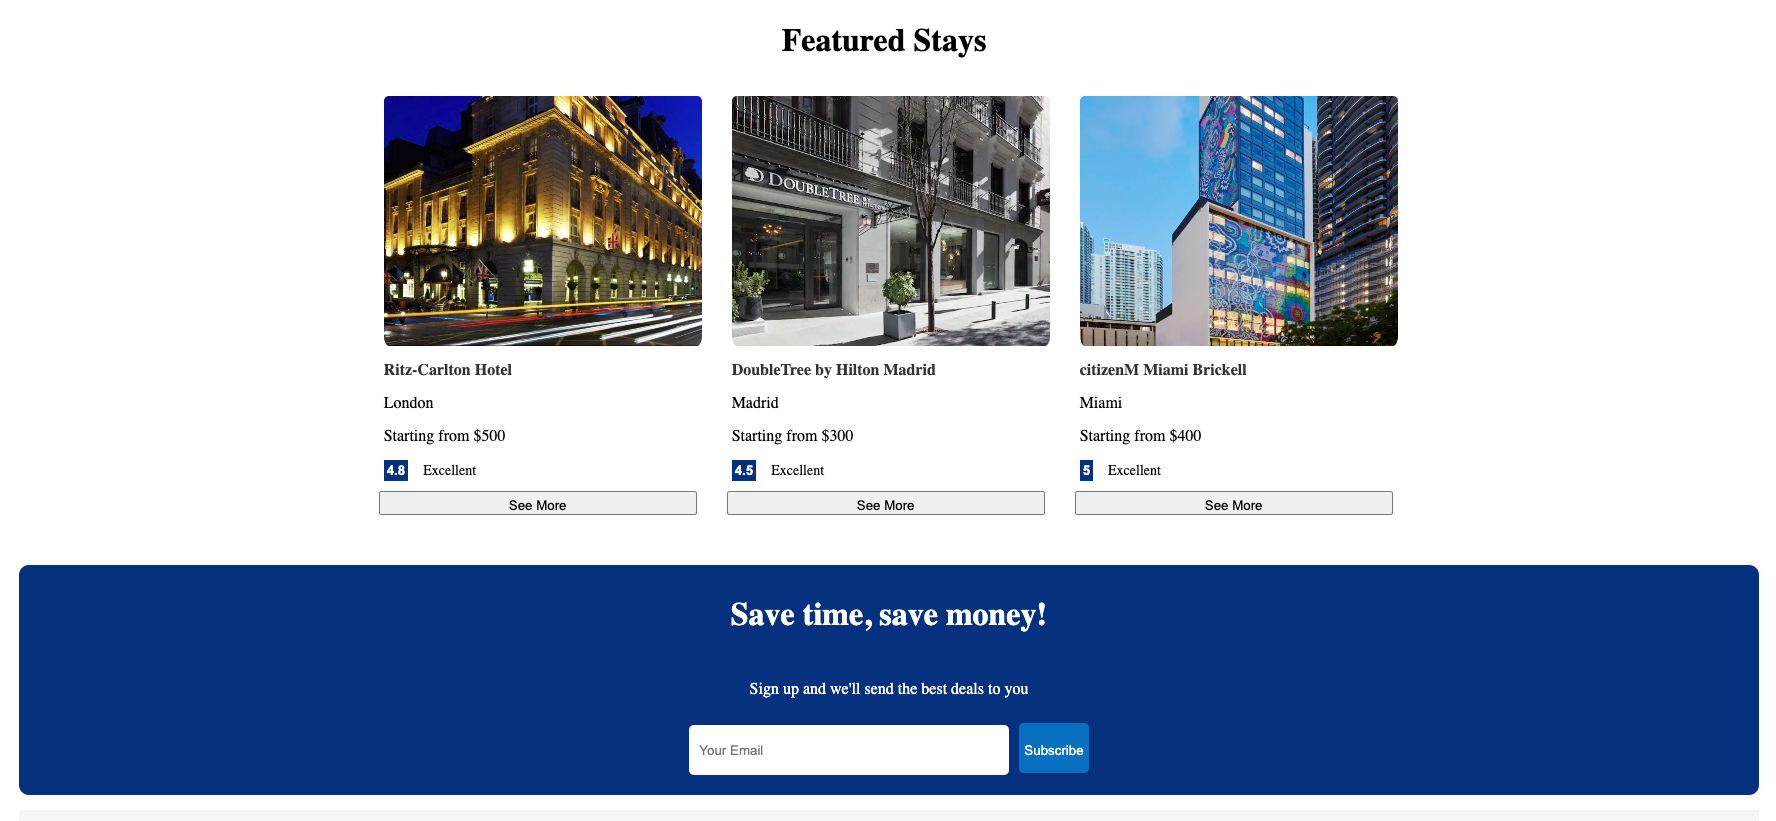 Featured Stays
DOUBLETREE BY HILTON
Ritz-Carlton Hotel
London
Starting from $500
4.8 Excellent
See More
DoubleTree by Hilton Madrid
Madrid
Starting from $300
4.5 Excellent
See More
citizenM Miami Brickell
Miami
Starting from $400
5 Excellent
See More
Save time, save money!
Sign up and we'll send the best deals to you
Your Email
Subscribe